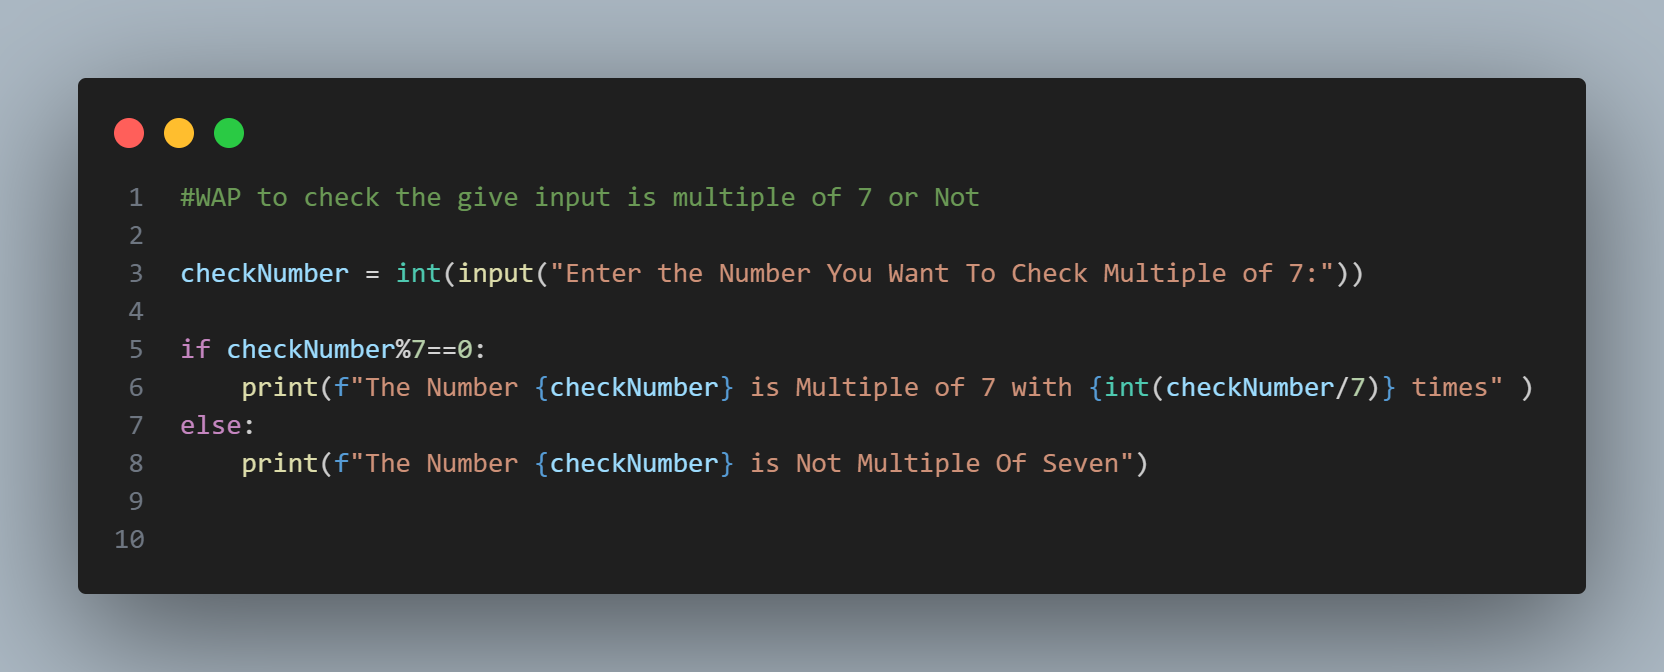 1 #WAP to check the give input is multiple of 7 or Not
2
3 checkNumber = int(input("Enter the Number You Want To Check Multiple of 7:"))
4
5 if checkNumber%7==0:
6     print(f"The Number {checkNumber} is Multiple of 7 with {int(checkNumber/7)} times" )
7 else:
8     print(f"The Number {checkNumber} is Not Multiple Of Seven")
9
10